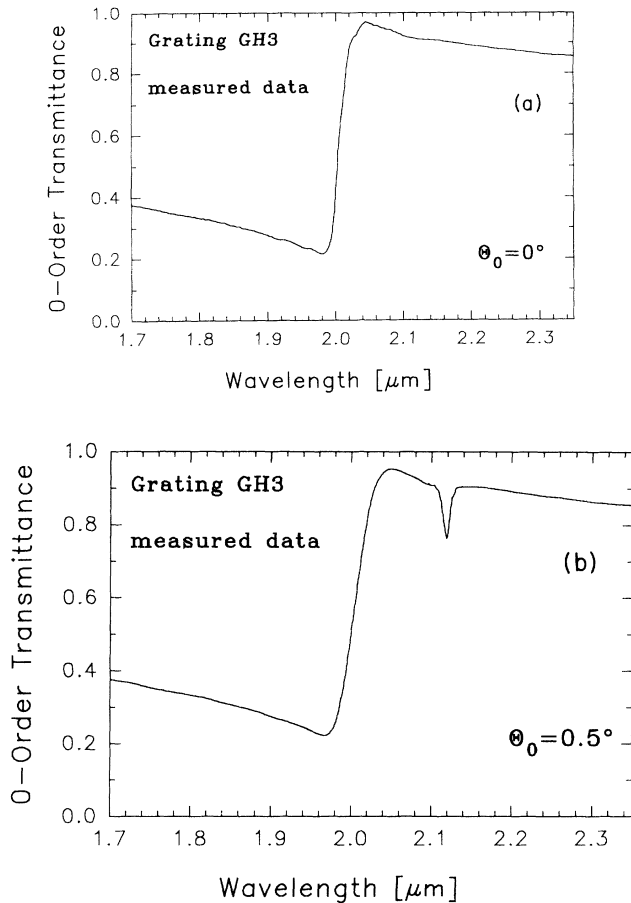 1.0
0.8
0.6
0.4
0.2
0.0
0-Order Transmittance
Grating GH3
measured data
(a)
Θ₀=0°
1.7 1.8 1.9 2.0 2.1 2.2 2.3
Wavelength [μm]
1.0
0.8
0.6
0.4
0.2
0.0
0-Order Transmittance
Grating GH3
measured data
(b)
Θ₀=0.5°
1.7 1.8 1.9 2.0 2.1 2.2 2.3
Wavelength [μm]